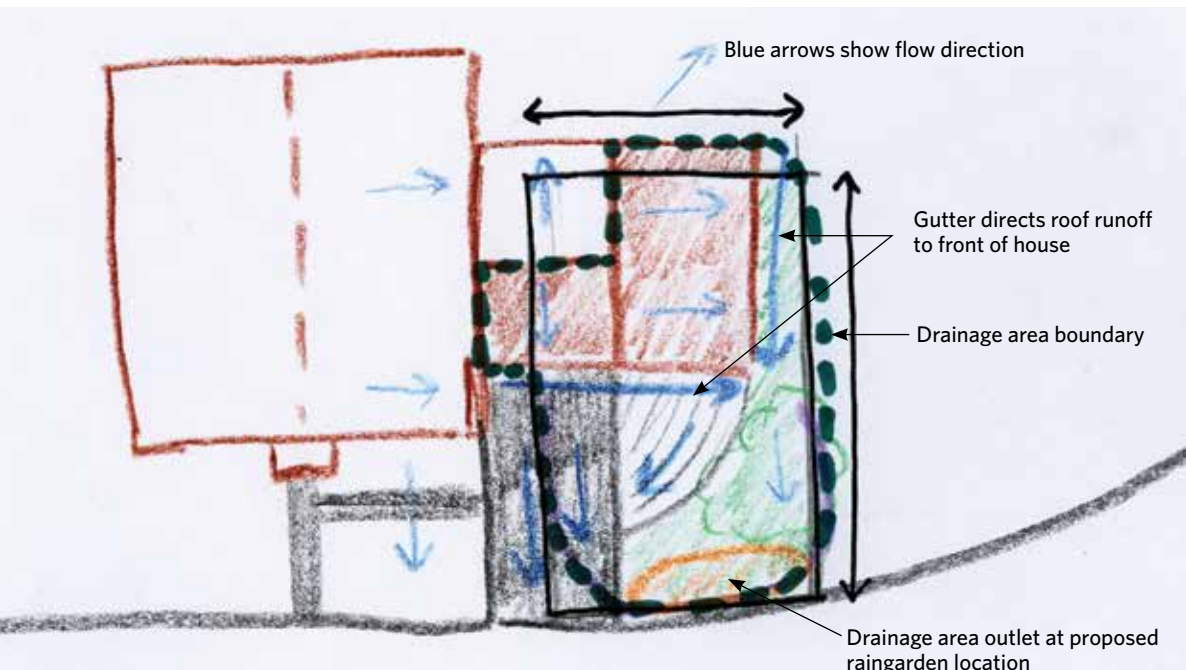 Blue arrows show flow direction
Gutter directs roof runoff
to front of house
Drainage area boundary
Drainage area outlet at proposed
raingarden location